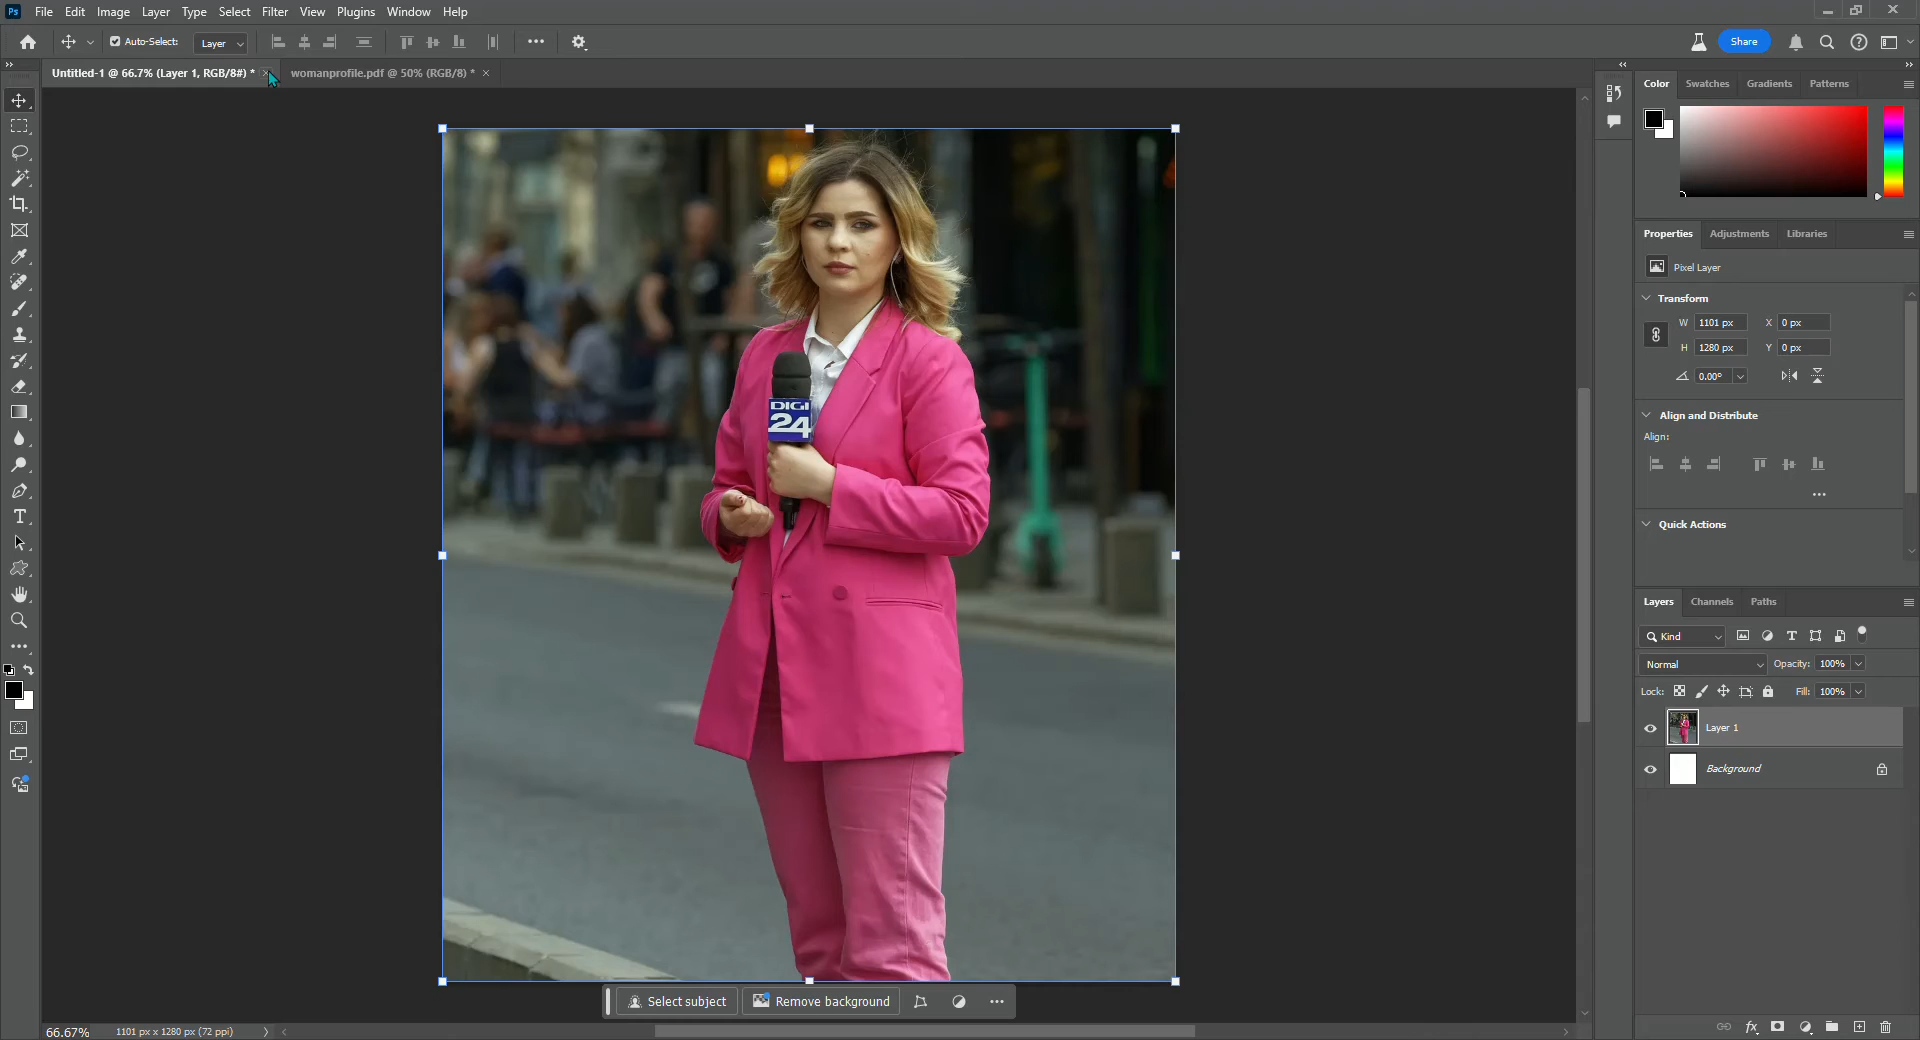 Ps File Edit Image Layer Type Select Filter View Plugins Window Help
Auto-Select: Layer Share
Untitled-1 @ 66.7% (Layer 1, RGB/8#) * womanprofile.pdf @ 50% (RGB/8) *
Color Swatches Gradients Patterns
Properties Adjustments Libraries
Pixel Layer
Transform
W 1101 px X 0 px
H 1280 px Y 0 px
0.00°
Align and Distribute
Align:
Quick Actions
Layers Channels Paths
Kind
Normal Opacity: 100%
Lock: Fill: 100%
Layer 1
Background
DIGI
24
Select subject Remove background
66.67% 1101 px x 1280 px (72 ppi)